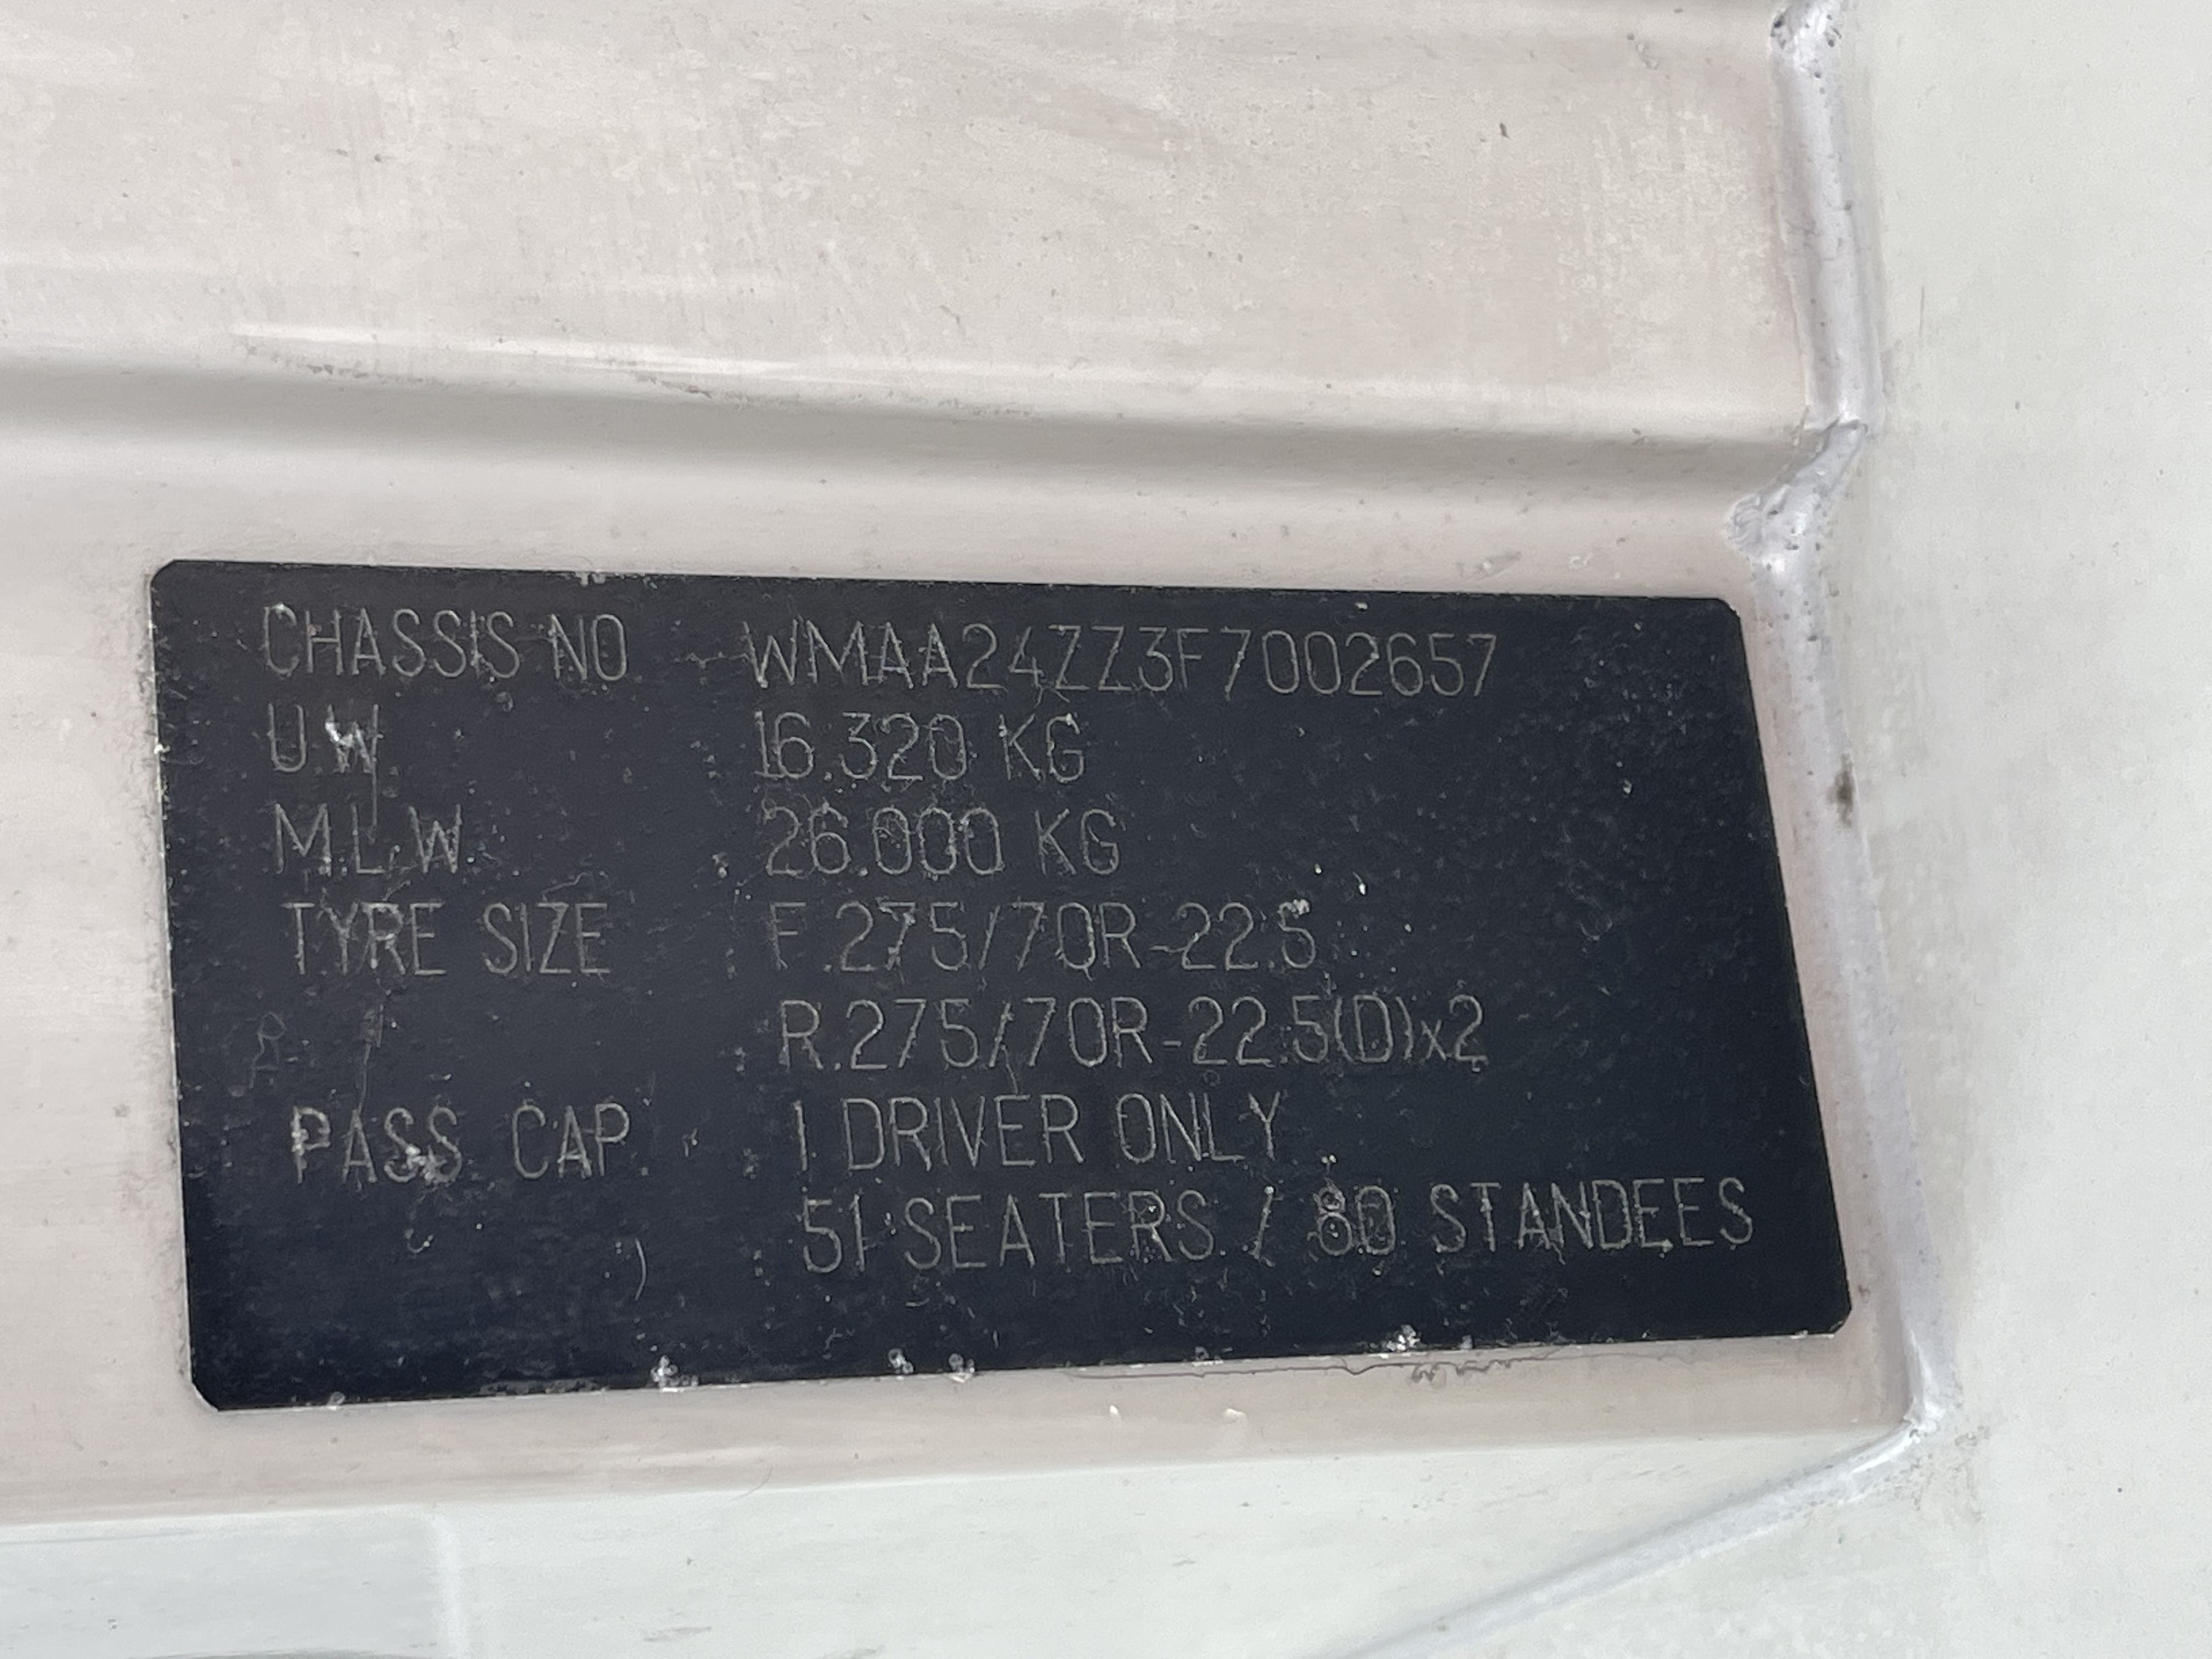 CHASSIS NO WMAA24ZZ3F7002657
U.W 16.320 KG
M.L.W. 26.000 KG
TYRE SIZE F.275/70R-22.5
R.275/70R-22.5(D)x2
PASS CAP. 1 DRIVER ONLY
51 SEATERS / 80 STANDEES